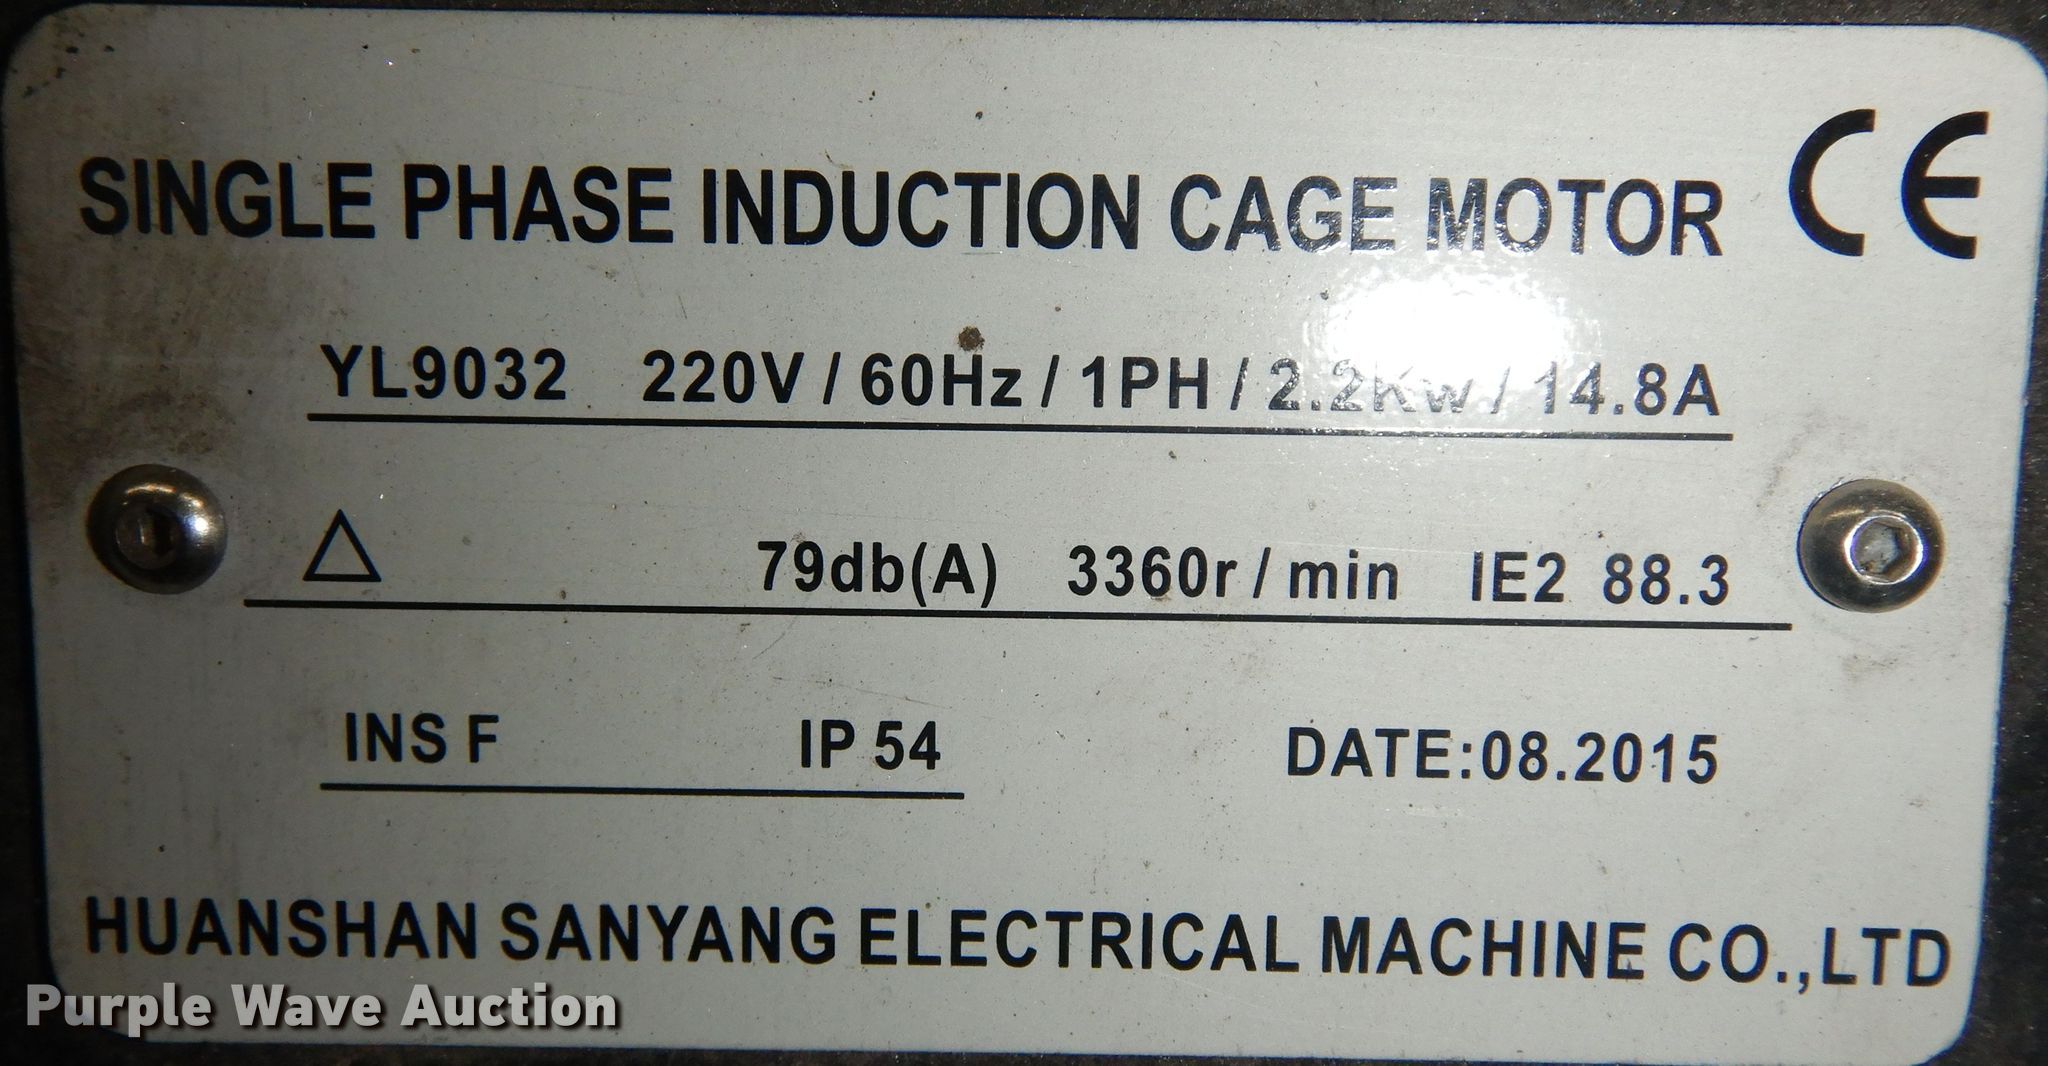 CE
SINGLE PHASE INDUCTION CAGE MOTOR
YL9032 220V / 60Hz / 1PH / 2.2Kw / 14.8A
△ 79db(A) 3360r / min IE2 88.3
INS F IP 54 DATE:08.2015
HUANSHAN SANYANG ELECTRICAL MACHINE CO.,LTD
Purple Wave Auction